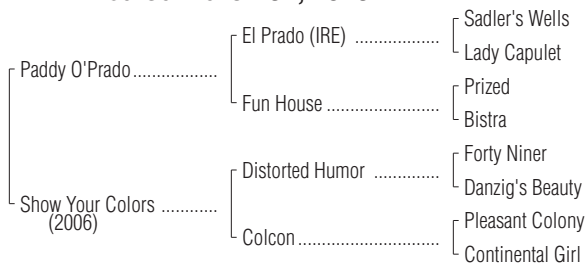 El Prado (IRE) ...................
Sadler's Wells
Lady Capulet
Paddy O'Prado..................
Fun House ........................
Prized
Bistra
Distorted Humor ..............
Forty Niner
Danzig's Beauty
Show Your Colors ............
(2006)
Colcon..............................
Pleasant Colony
Continental Girl